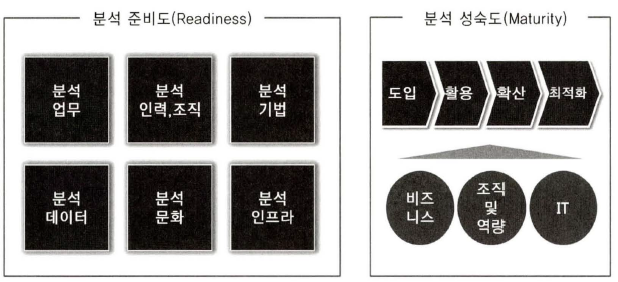 분석 준비도(Readiness)
분석
업무
분석
인력,조직
분석
기법
분석
데이터
분석
문화
분석
인프라
분석 성숙도(Maturity)
도입
활용
확산
최적화
비즈
니스
조직
및
역량
IT